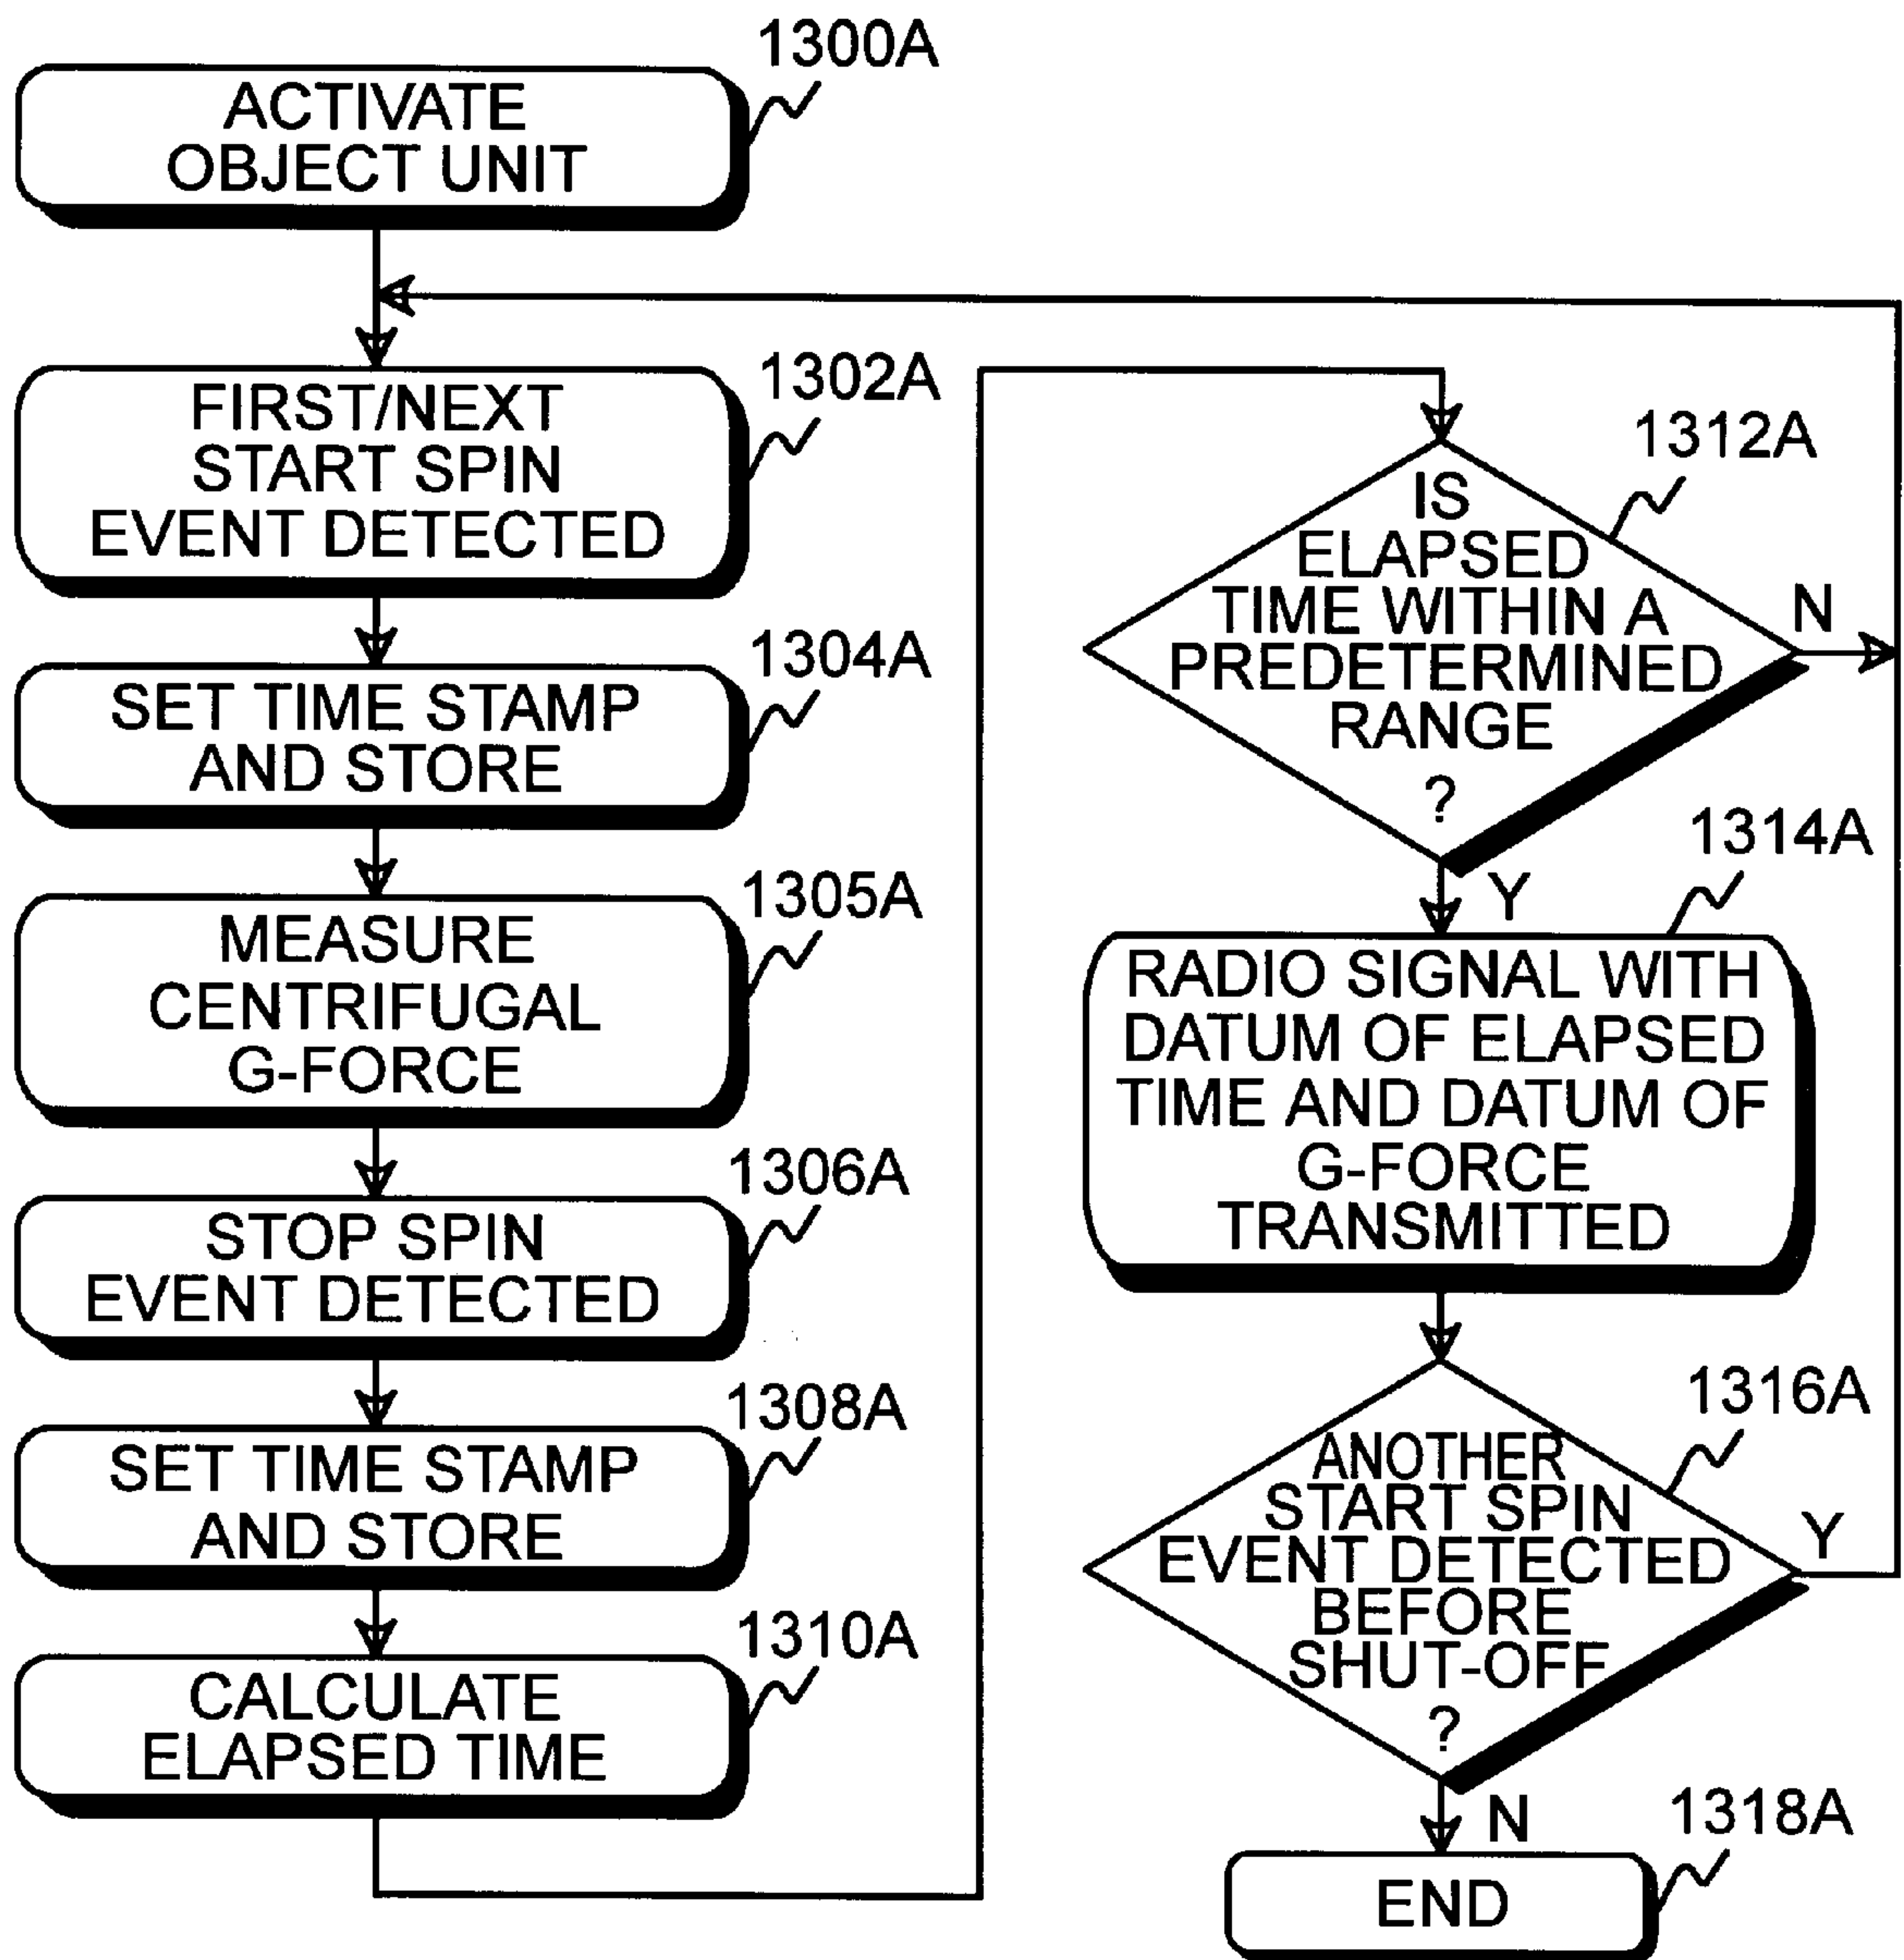 1300A
ACTIVATE
OBJECT UNIT
1302A
FIRST/NEXT
START SPIN
EVENT DETECTED
1304A
SET TIME STAMP
AND STORE
1305A
MEASURE
CENTRIFUGAL
G-FORCE
1306A
STOP SPIN
EVENT DETECTED
1308A
SET TIME STAMP
AND STORE
1310A
CALCULATE
ELAPSED TIME
1312A
IS
ELAPSED
TIME WITHIN A
PREDETERMINED
RANGE
?
N
Y
1314A
RADIO SIGNAL WITH
DATUM OF ELAPSED
TIME AND DATUM OF
G-FORCE
TRANSMITTED
1316A
ANOTHER
START SPIN
EVENT DETECTED
BEFORE
SHUT-OFF
?
Y
N
1318A
END